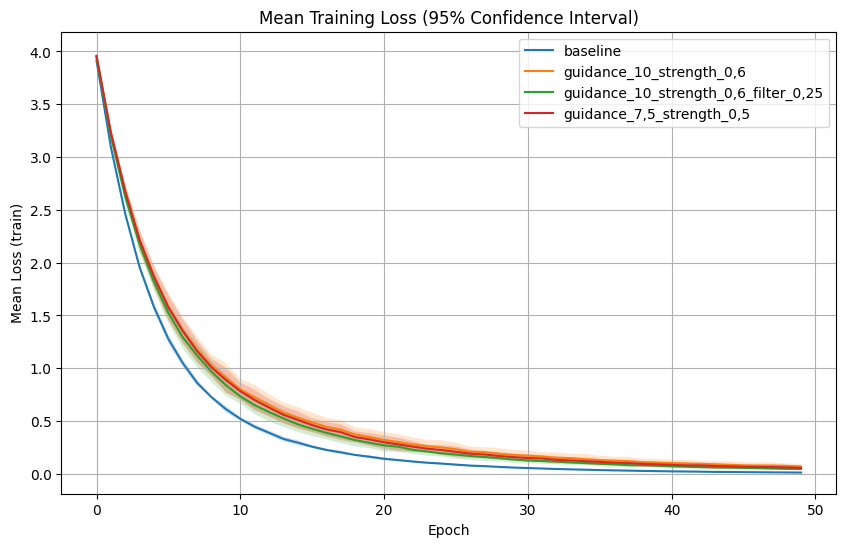 Mean Training Loss (95% Confidence Interval)
baseline
guidance_10_strength_0,6
guidance_10_strength_0,6_filter_0,25
guidance_7,5_strength_0,5
Mean Loss (train)
4.0
3.5
3.0
2.5
2.0
1.5
1.0
0.5
0.0
0 10 20 30 40 50
Epoch